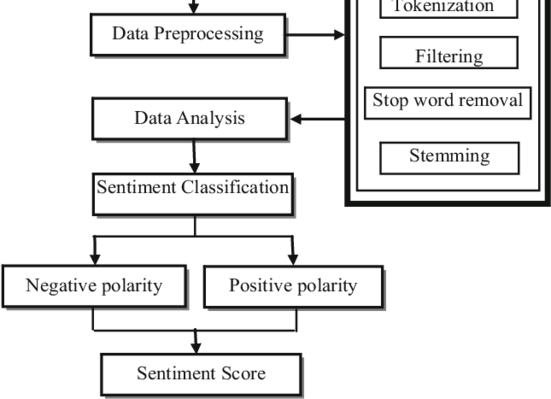 Tokenization
Data Preprocessing
Filtering
Stop word removal
Data Analysis
Stemming
Sentiment Classification
Negative polarity
Positive polarity
Sentiment Score